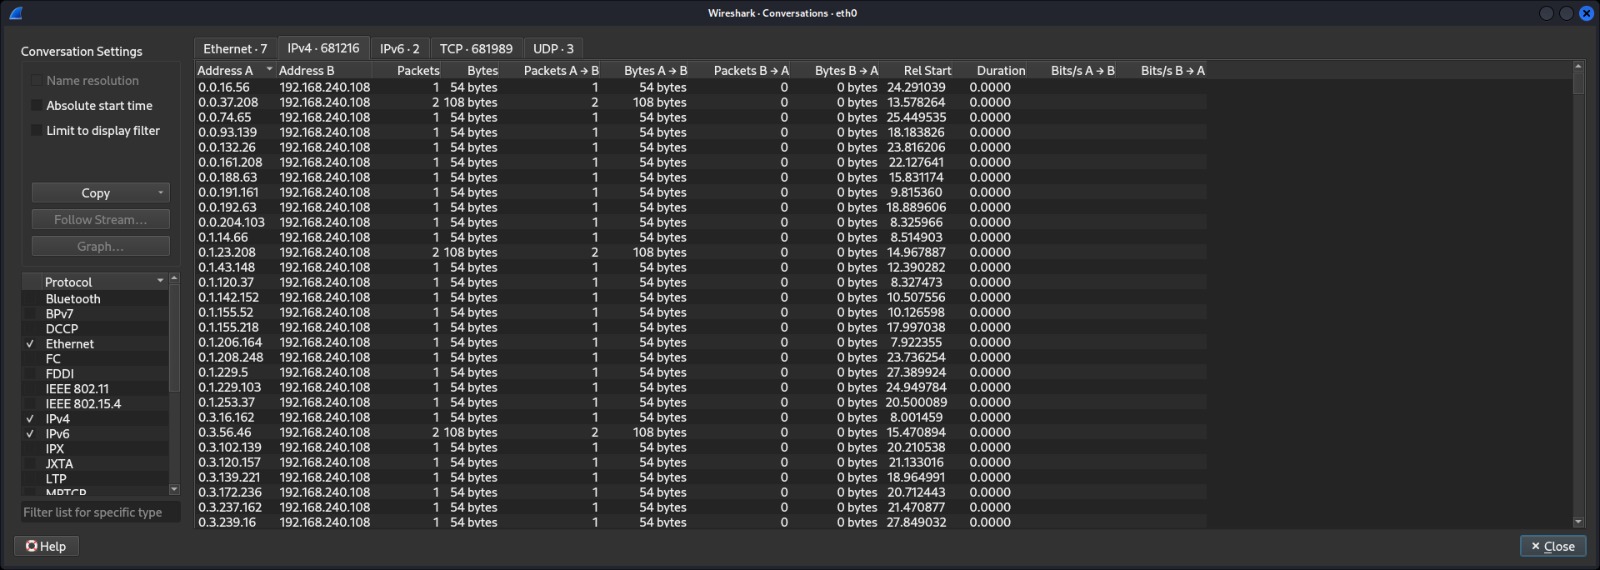 Wireshark · Conversations · eth0
Conversation Settings
Name resolution
Absolute start time
Limit to display filter
Copy
Follow Stream...
Graph...
Protocol
Bluetooth
BPv7
DCCP
Ethernet
FC
FDDI
IEEE 802.11
IEEE 802.15.4
IPv4
IPv6
IPX
JXTA
LTP
MPTCP
Filter list for specific type
Ethernet · 7 IPv4 · 681216 IPv6 · 2 TCP · 681989 UDP · 3
Address A Address B Packets Bytes Packets A → B Bytes A → B Packets B → A Bytes B → A Rel Start Duration Bits/s A → B Bits/s B → A
0.0.16.56 192.168.240.108 1 54 bytes 1 54 bytes 0 0 bytes 24.291039 0.0000
0.0.37.208 192.168.240.108 2 108 bytes 2 108 bytes 0 0 bytes 13.578264 0.0000
0.0.74.65 192.168.240.108 1 54 bytes 1 54 bytes 0 0 bytes 25.449535 0.0000
0.0.93.139 192.168.240.108 1 54 bytes 1 54 bytes 0 0 bytes 18.183826 0.0000
0.0.132.26 192.168.240.108 1 54 bytes 1 54 bytes 0 0 bytes 23.816206 0.0000
0.0.161.208 192.168.240.108 1 54 bytes 1 54 bytes 0 0 bytes 22.127641 0.0000
0.0.188.63 192.168.240.108 1 54 bytes 1 54 bytes 0 0 bytes 15.831174 0.0000
0.0.191.161 192.168.240.108 1 54 bytes 1 54 bytes 0 0 bytes 9.815360 0.0000
0.0.192.63 192.168.240.108 1 54 bytes 1 54 bytes 0 0 bytes 18.889606 0.0000
0.0.204.103 192.168.240.108 1 54 bytes 1 54 bytes 0 0 bytes 8.325966 0.0000
0.1.14.66 192.168.240.108 1 54 bytes 1 54 bytes 0 0 bytes 8.514903 0.0000
0.1.23.208 192.168.240.108 2 108 bytes 2 108 bytes 0 0 bytes 14.967887 0.0000
0.1.43.148 192.168.240.108 1 54 bytes 1 54 bytes 0 0 bytes 12.390282 0.0000
0.1.120.37 192.168.240.108 1 54 bytes 1 54 bytes 0 0 bytes 8.327473 0.0000
0.1.142.152 192.168.240.108 1 54 bytes 1 54 bytes 0 0 bytes 10.507556 0.0000
0.1.155.52 192.168.240.108 1 54 bytes 1 54 bytes 0 0 bytes 10.126598 0.0000
0.1.155.218 192.168.240.108 1 54 bytes 1 54 bytes 0 0 bytes 17.997038 0.0000
0.1.206.164 192.168.240.108 1 54 bytes 1 54 bytes 0 0 bytes 7.922355 0.0000
0.1.208.248 192.168.240.108 1 54 bytes 1 54 bytes 0 0 bytes 23.736254 0.0000
0.1.229.5 192.168.240.108 1 54 bytes 1 54 bytes 0 0 bytes 27.389924 0.0000
0.1.229.103 192.168.240.108 1 54 bytes 1 54 bytes 0 0 bytes 24.949784 0.0000
0.1.253.37 192.168.240.108 1 54 bytes 1 54 bytes 0 0 bytes 20.500089 0.0000
0.3.16.162 192.168.240.108 1 54 bytes 1 54 bytes 0 0 bytes 8.001459 0.0000
0.3.56.46 192.168.240.108 2 108 bytes 2 108 bytes 0 0 bytes 15.470894 0.0000
0.3.102.139 192.168.240.108 1 54 bytes 1 54 bytes 0 0 bytes 20.210538 0.0000
0.3.120.157 192.168.240.108 1 54 bytes 1 54 bytes 0 0 bytes 21.133016 0.0000
0.3.139.221 192.168.240.108 1 54 bytes 1 54 bytes 0 0 bytes 18.964991 0.0000
0.3.172.236 192.168.240.108 1 54 bytes 1 54 bytes 0 0 bytes 20.712443 0.0000
0.3.237.162 192.168.240.108 1 54 bytes 1 54 bytes 0 0 bytes 21.470877 0.0000
0.3.239.16 192.168.240.108 1 54 bytes 1 54 bytes 0 0 bytes 27.849032 0.0000
Help
Close